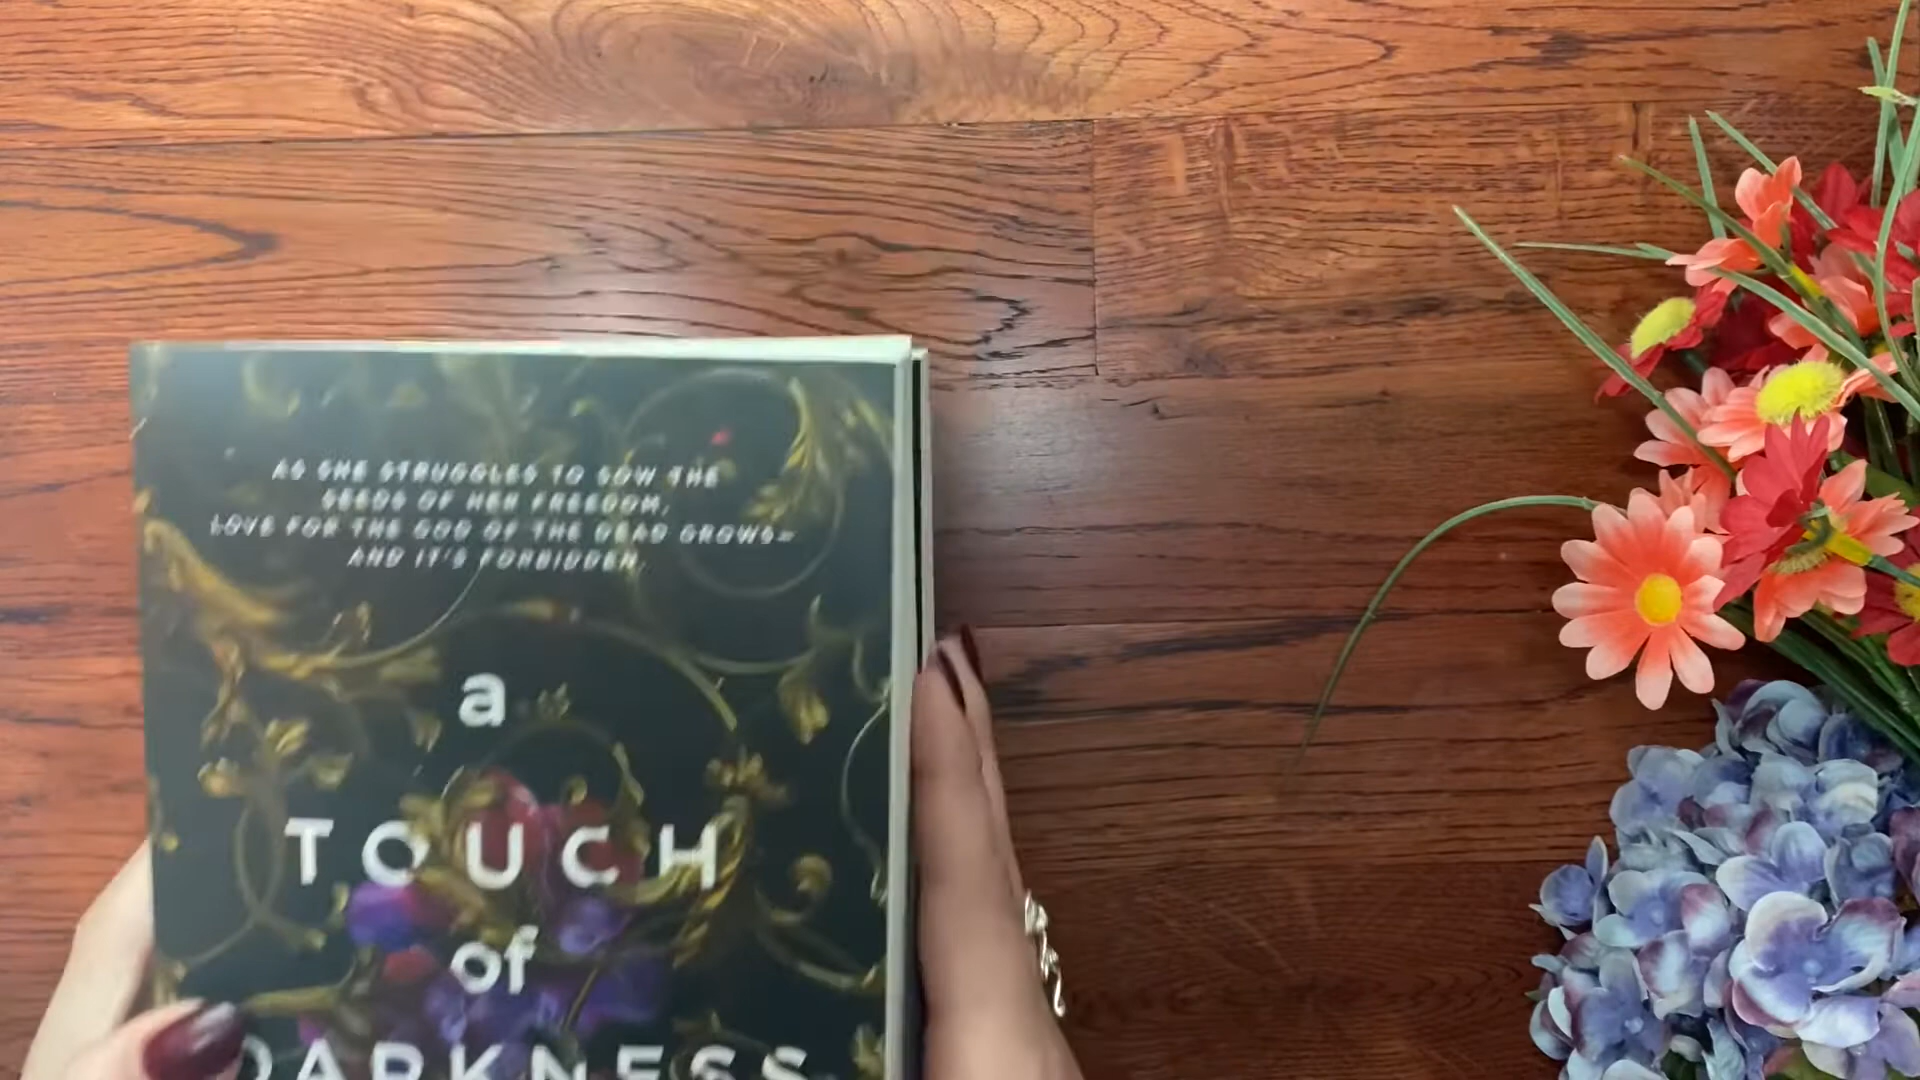 AS SHE STRUGGLES TO SOW THE
SEEDS OF HER FREEDOM,
LOVE FOR THE GOD OF THE DEAD GROWS—
AND IT'S FORBIDDEN.
a
TOUCH
of
DARKNESS